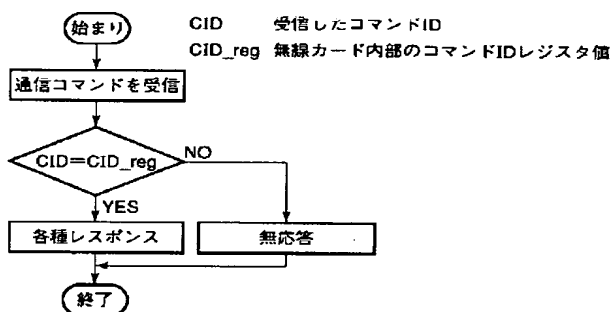 始まり
CID 受信したコマンドID
CID_reg 無線カード内部のコマンドIDレジスタ値
通信コマンドを受信
CID=CID_reg
NO
YES
各種レスポンス
無応答
終了